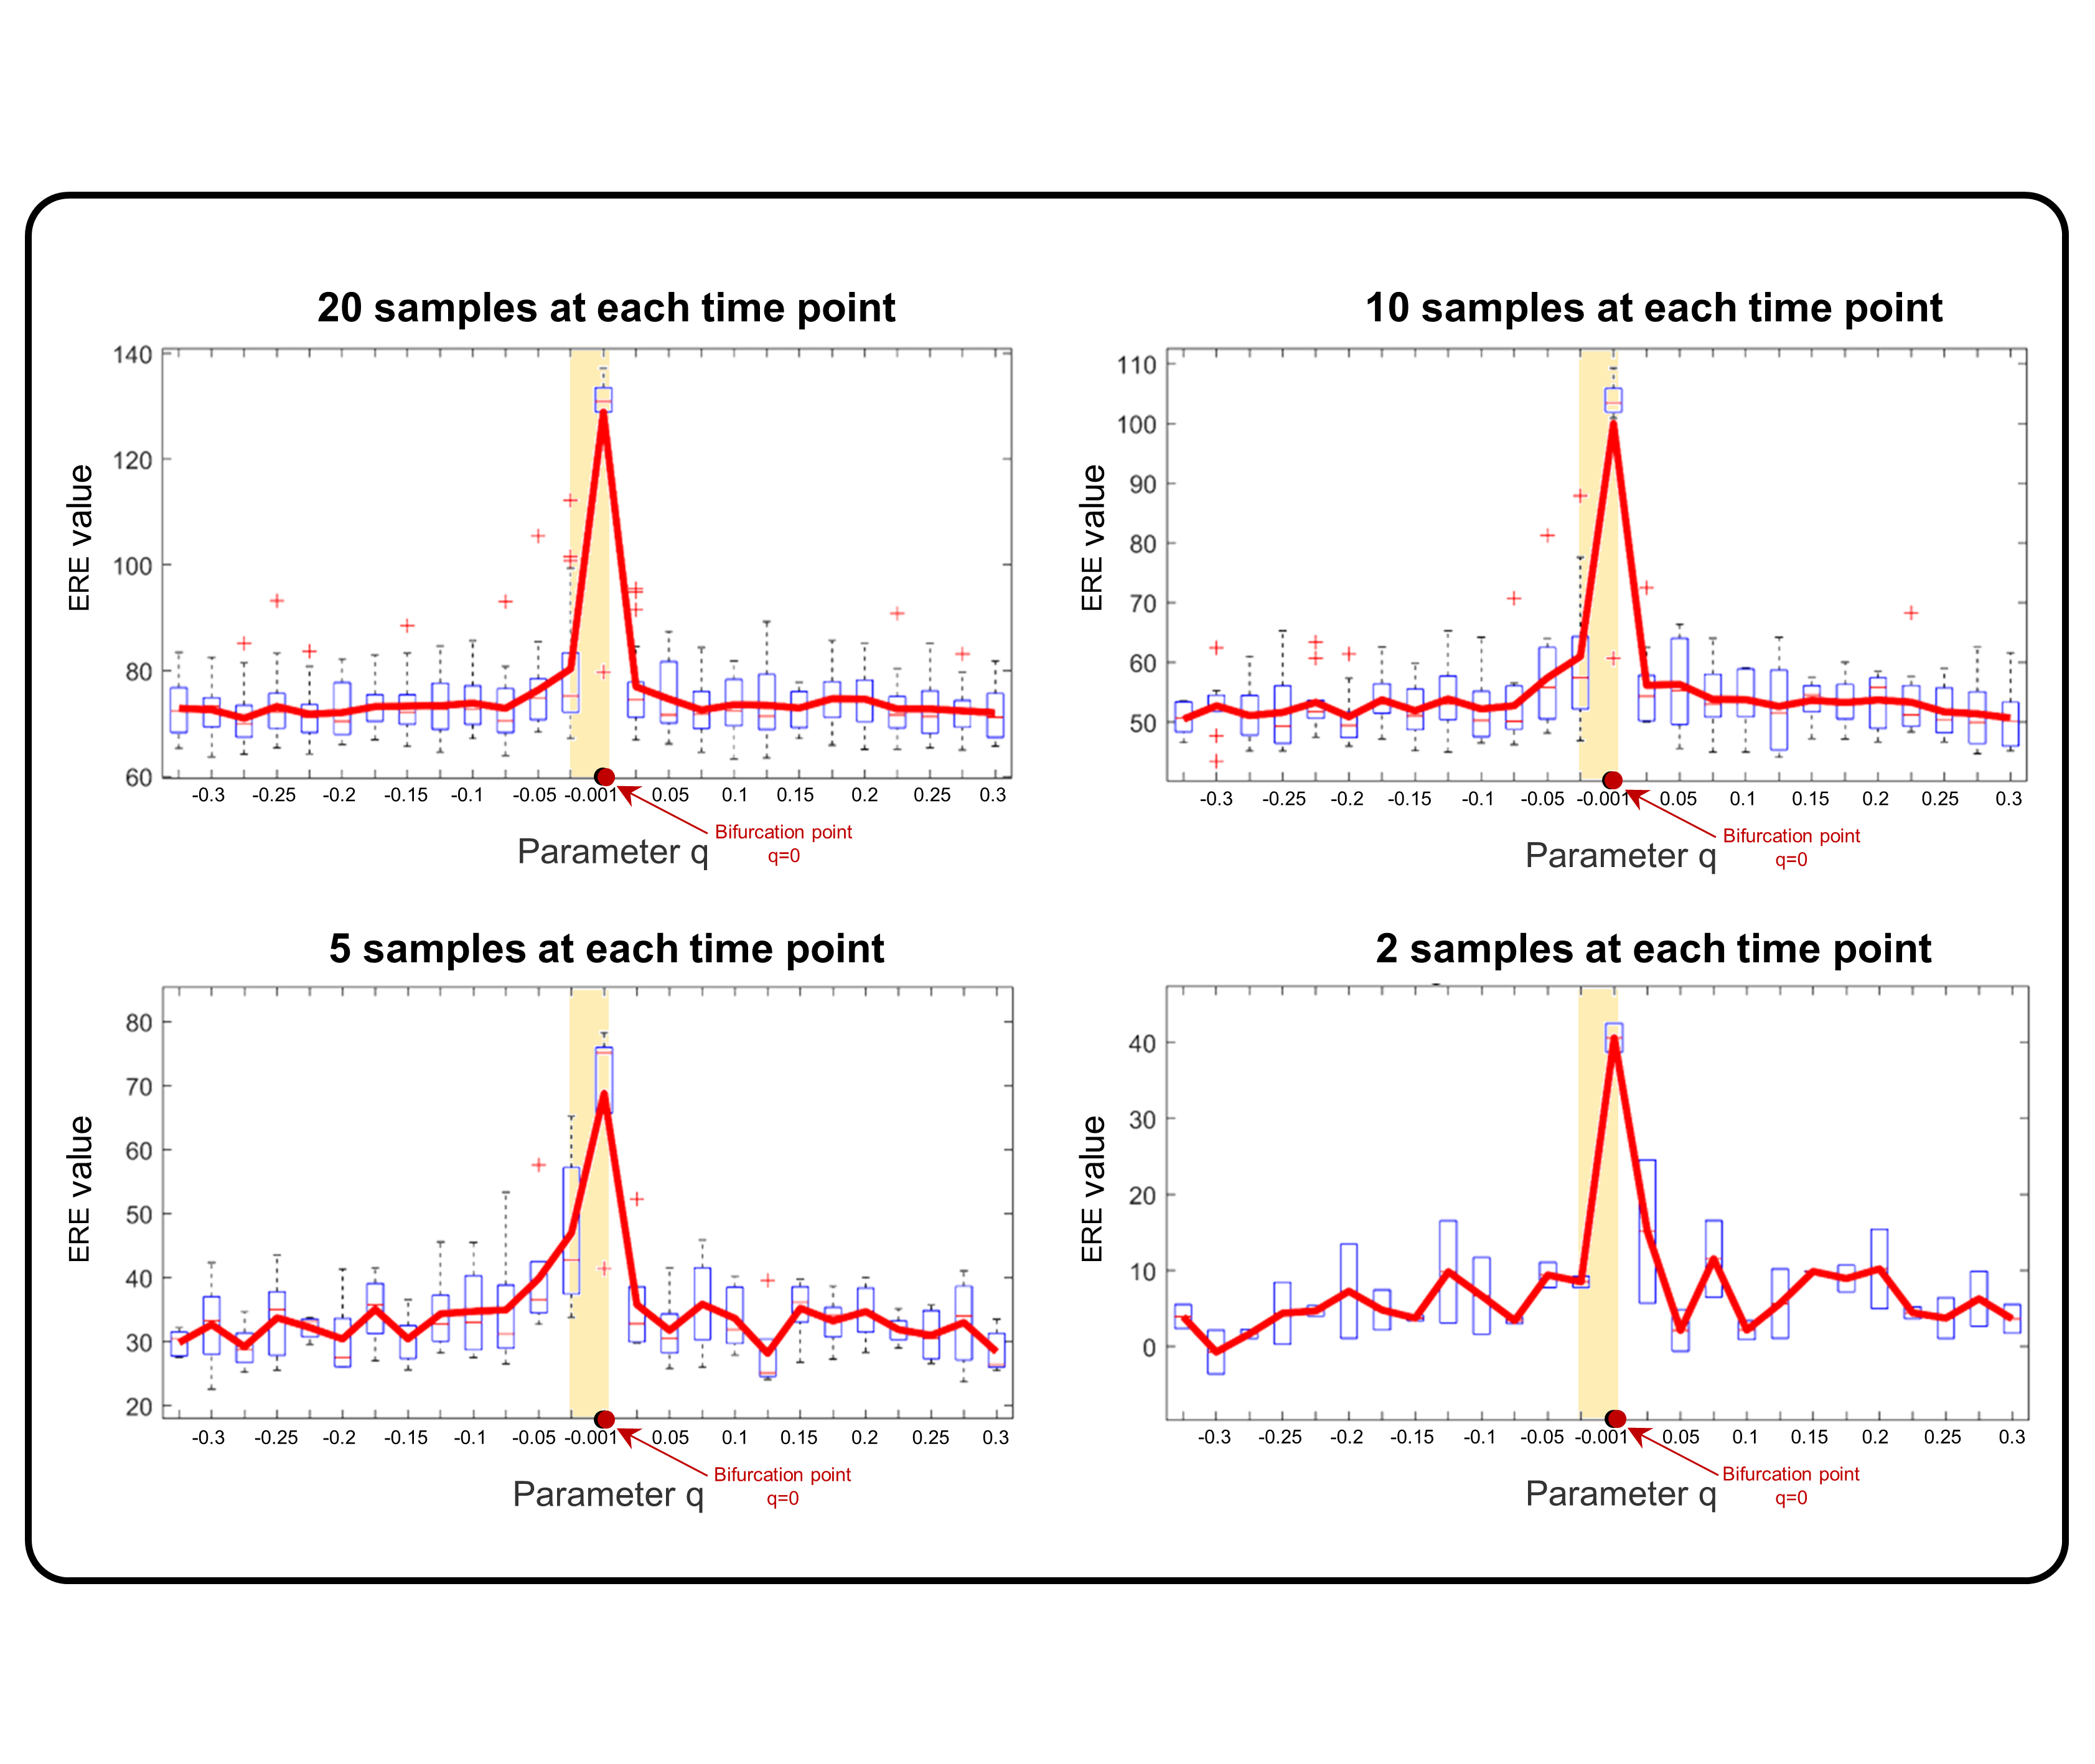 20 samples at each time point
ERE value
140
120
100
80
60
-0.3 -0.25 -0.2 -0.15 -0.1 -0.05 -0.001 0.05 0.1 0.15 0.2 0.25 0.3
Parameter q
Bifurcation point
q=0
10 samples at each time point
ERE value
110
100
90
80
70
60
50
-0.3 -0.25 -0.2 -0.15 -0.1 -0.05 -0.001 0.05 0.1 0.15 0.2 0.25 0.3
Parameter q
Bifurcation point
q=0
5 samples at each time point
ERE value
80
70
60
50
40
30
20
-0.3 -0.25 -0.2 -0.15 -0.1 -0.05 -0.001 0.05 0.1 0.15 0.2 0.25 0.3
Parameter q
Bifurcation point
q=0
2 samples at each time point
ERE value
40
30
20
10
0
-0.3 -0.25 -0.2 -0.15 -0.1 -0.05 -0.001 0.05 0.1 0.15 0.2 0.25 0.3
Parameter q
Bifurcation point
q=0